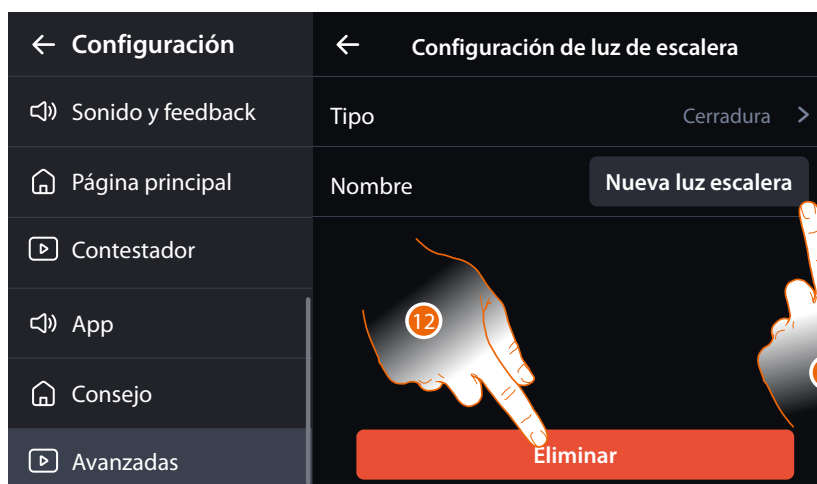 Configuración
Sonido y feedback
Página principal
Contestador
App
Consejo
Avanzadas
Configuración de luz de escalera
Tipo
Cerradura
Nombre
Nueva luz escalera
12
Eliminar